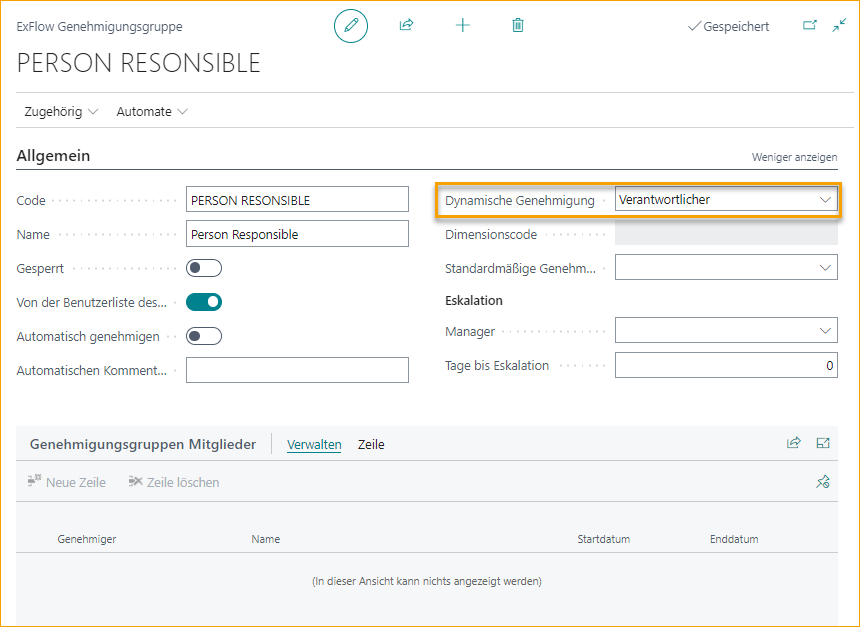 ExFlow Genehmigungsgruppe
Gespeichert
PERSON RESONSIBLE
Zugehörig
Automate
Allgemein
Weniger anzeigen
Code
PERSON RESONSIBLE
Name
Person Responsible
Gesperrt
Von der Benutzerliste des...
Automatisch genehmigen
Automatischen Komment...
Dynamische Genehmigung
Verantwortlicher
Dimensionscode
Standardmäßige Genehm...
Eskalation
Manager
Tage bis Eskalation
0
Genehmigungsgruppen Mitglieder
Verwalten
Zeile
Neue Zeile
Zeile löschen
Genehmiger
Name
Startdatum
Enddatum
(In dieser Ansicht kann nichts angezeigt werden)